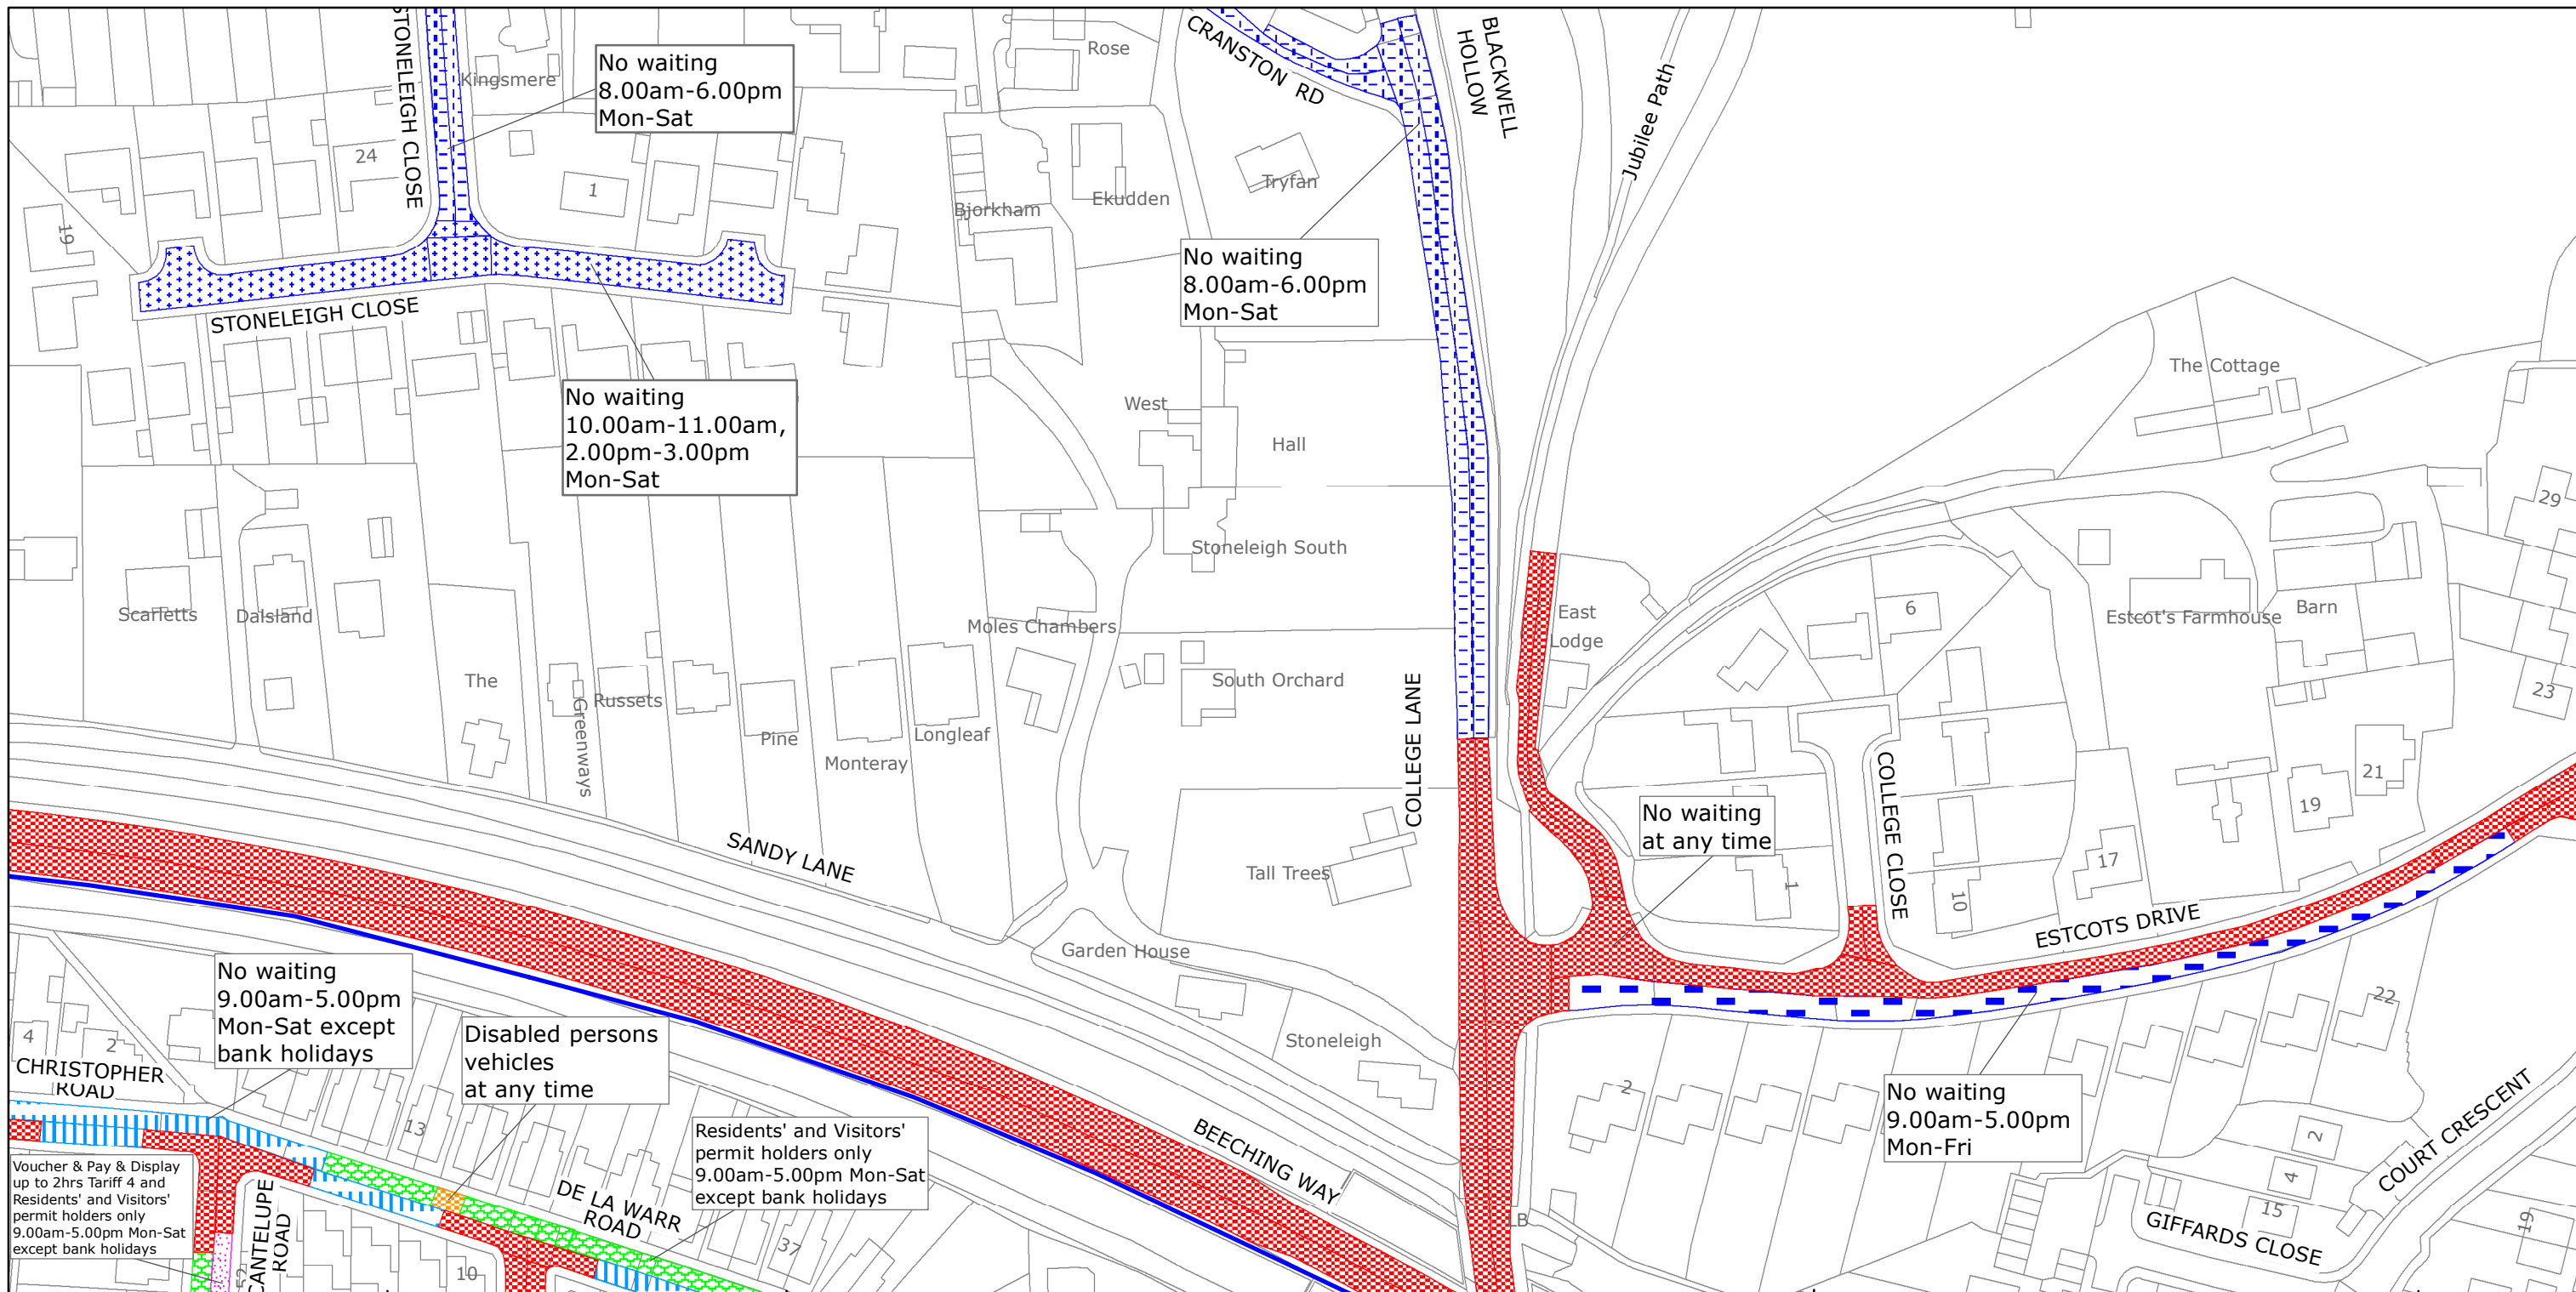 STONELEIGH CLOSE
Kingsmere
No waiting
8.00am-6.00pm
Mon-Sat
Rose
CRANSTON RD
BLACKWELL
HOLLOW
Jubilee Path
24
1
19
Bjorkham
Ekudden
Tryfan
No waiting
8.00am-6.00pm
Mon-Sat
STONELEIGH CLOSE
No waiting
10.00am-11.00am,
2.00pm-3.00pm
Mon-Sat
West
Hall
The Cottage
29
Stoneleigh South
Scarletts
Dalsland
Moles Chambers
East
Lodge
6
Estcot's Farmhouse
Barn
The
Greenways
Russets
Pine
Monteray
Longleaf
South Orchard
COLLEGE LANE
23
21
19
17
COLLEGE CLOSE
No waiting
at any time
1
10
SANDY LANE
Tall Trees
Garden House
ESTCOTS DRIVE
No waiting
9.00am-5.00pm
Mon-Sat except
bank holidays
4
2
CHRISTOPHER
ROAD
Disabled persons
vehicles
at any time
13
Stoneleigh
22
2
No waiting
9.00am-5.00pm
Mon-Fri
Residents' and Visitors'
permit holders only
9.00am-5.00pm Mon-Sat
except bank holidays
BEECHING WAY
COURT CRESCENT
2
4
15
19
GIFFARDS CLOSE
Voucher & Pay & Display
up to 2hrs Tariff 4 and
Residents' and Visitors'
permit holders only
9.00am-5.00pm Mon-Sat
except bank holidays
CANTELUPE
ROAD
52
DE LA WARR
ROAD
37
10
LB